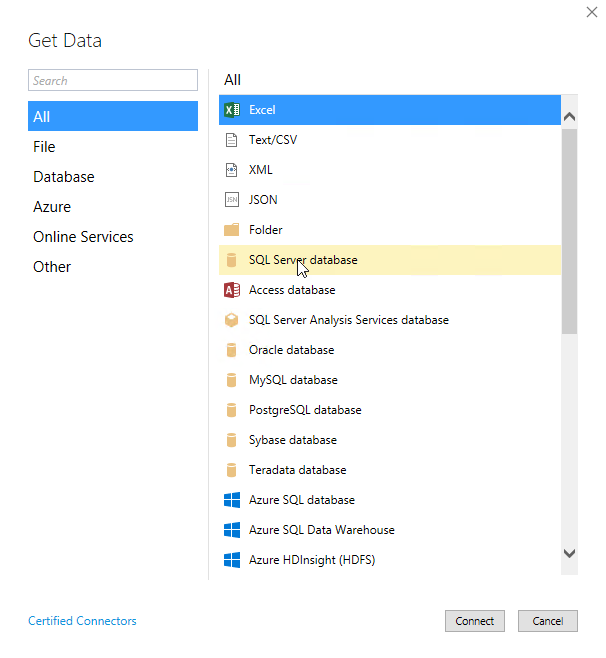 Get Data
Search
All
File
Database
Azure
Online Services
Other
All
Excel
Text/CSV
XML
JSON
Folder
SQL Server database
Access database
SQL Server Analysis Services database
Oracle database
MySQL database
PostgreSQL database
Sybase database
Teradata database
Azure SQL database
Azure SQL Data Warehouse
Azure HDInsight (HDFS)
Certified Connectors
Connect
Cancel